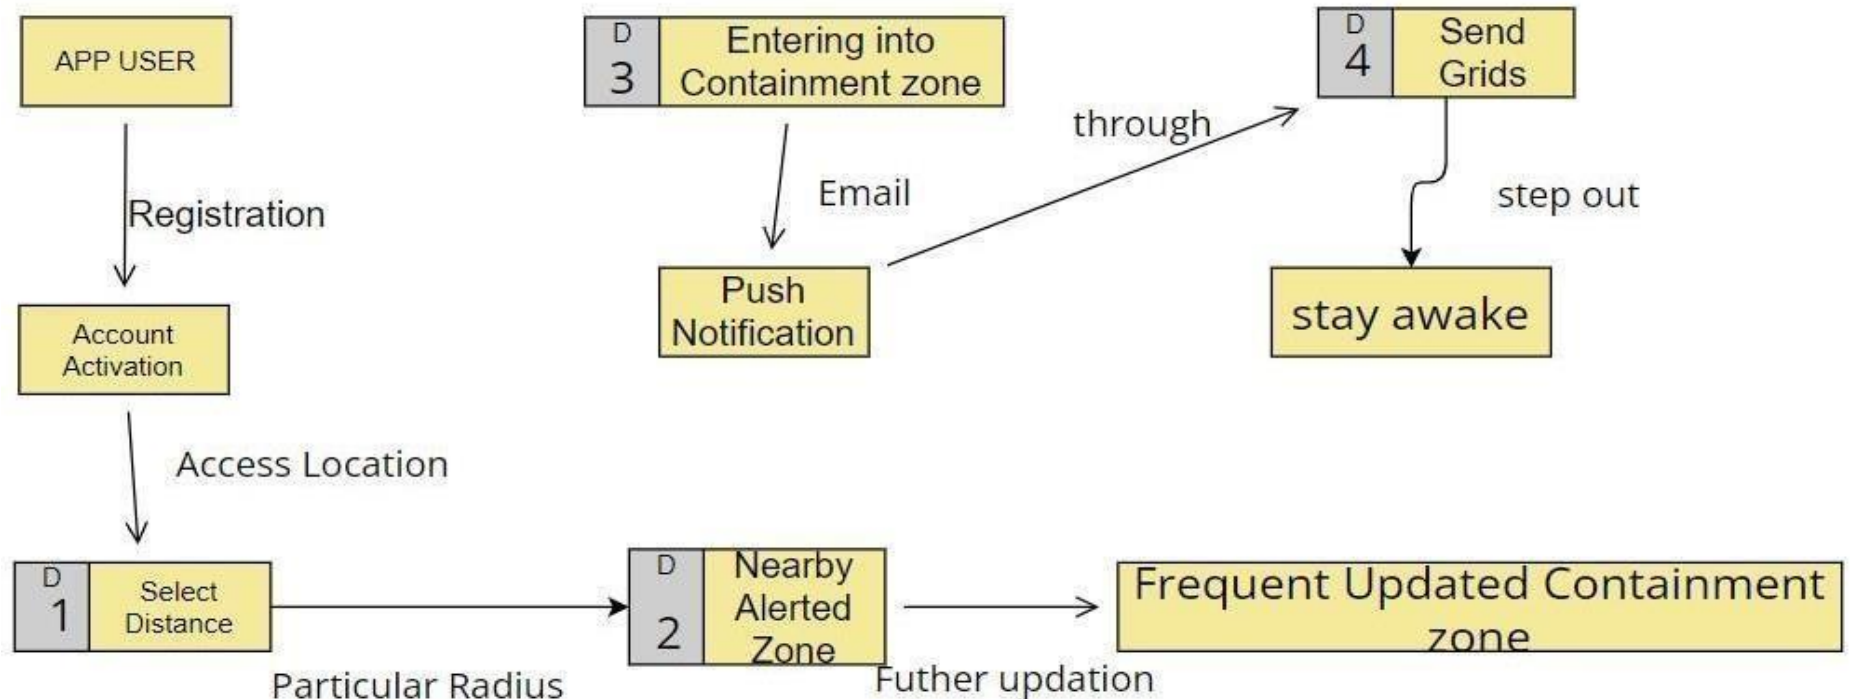 APP USER
D
3
Entering into
Containment zone
D
4
Send
Grids
through
Email
step out
Registration
Push
Notification
stay awake
Account
Activation
Access Location
D
1
Select
Distance
D
2
Nearby
Alerted
Zone
Frequent Updated Containment
zone
Particular Radius
Futher updation